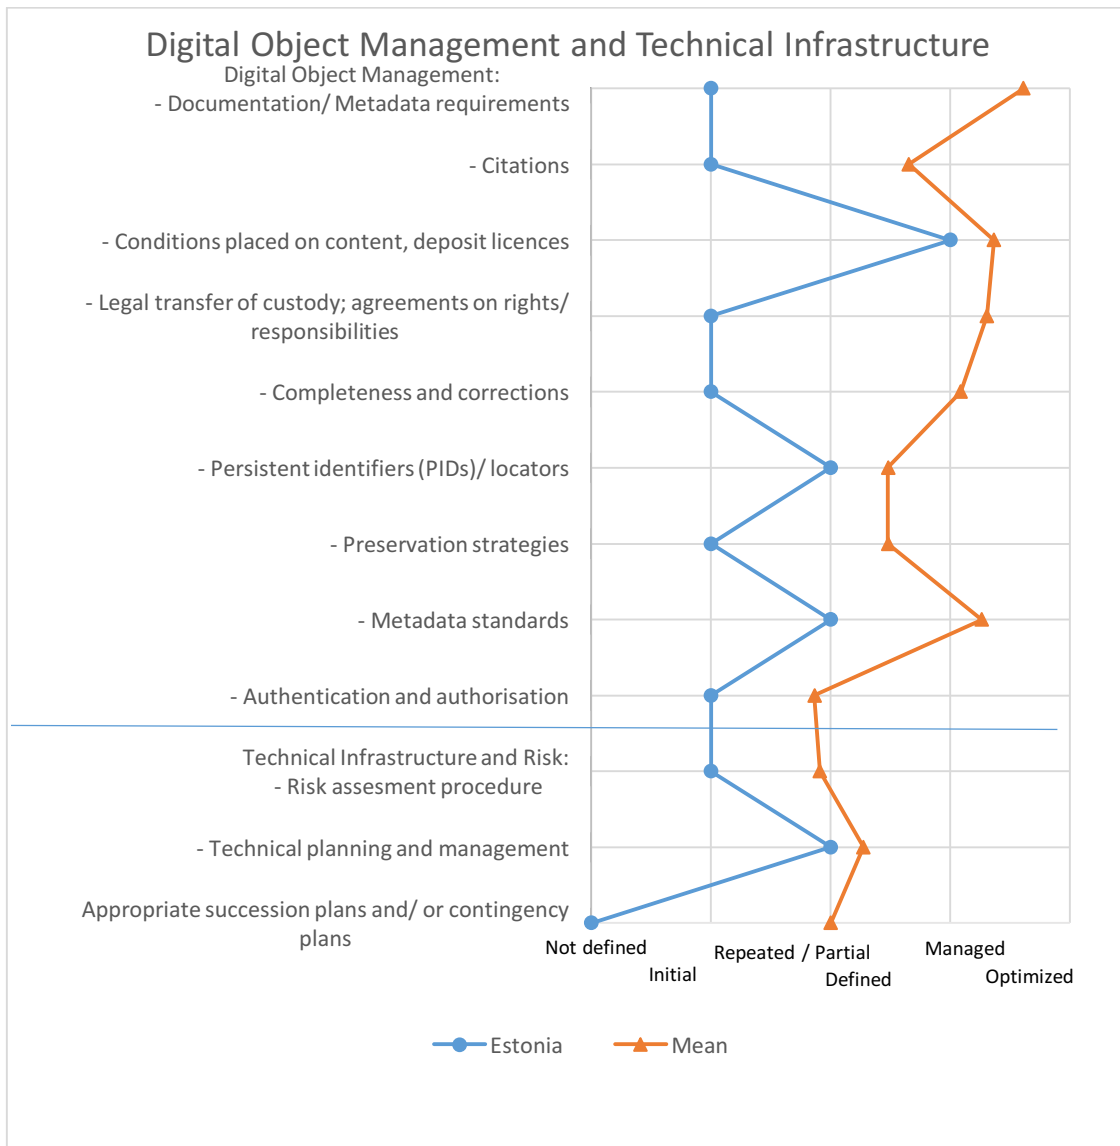 Digital Object Management and Technical Infrastructure
Digital Object Management:
- Documentation/ Metadata requirements
- Citations
- Conditions placed on content, deposit licences
- Legal transfer of custody; agreements on rights/
responsibilities
- Completeness and corrections
- Persistent identifiers (PIDs)/ locators
- Preservation strategies
- Metadata standards
- Authentication and authorisation
Technical Infrastructure and Risk:
- Risk assesment procedure
- Technical planning and management
Appropriate succession plans and/ or contingency
plans
Not defined
Initial
Repeated / Partial
Defined
Managed
Optimized
Estonia
Mean